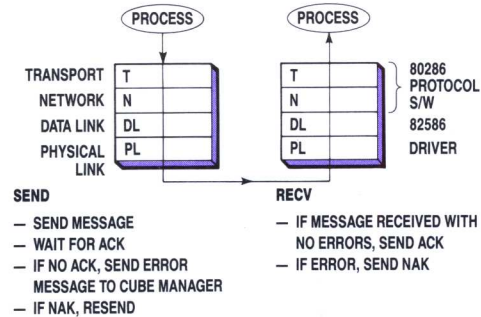 PROCESS
PROCESS
TRANSPORT
T
NETWORK
N
DATA LINK
DL
PHYSICAL
LINK
PL
T
N
DL
PL
80286
PROTOCOL
S/W
82586
DRIVER
SEND
— SEND MESSAGE
— WAIT FOR ACK
— IF NO ACK, SEND ERROR
MESSAGE TO CUBE MANAGER
— IF NAK, RESEND
RECV
— IF MESSAGE RECEIVED WITH
NO ERRORS, SEND ACK
— IF ERROR, SEND NAK